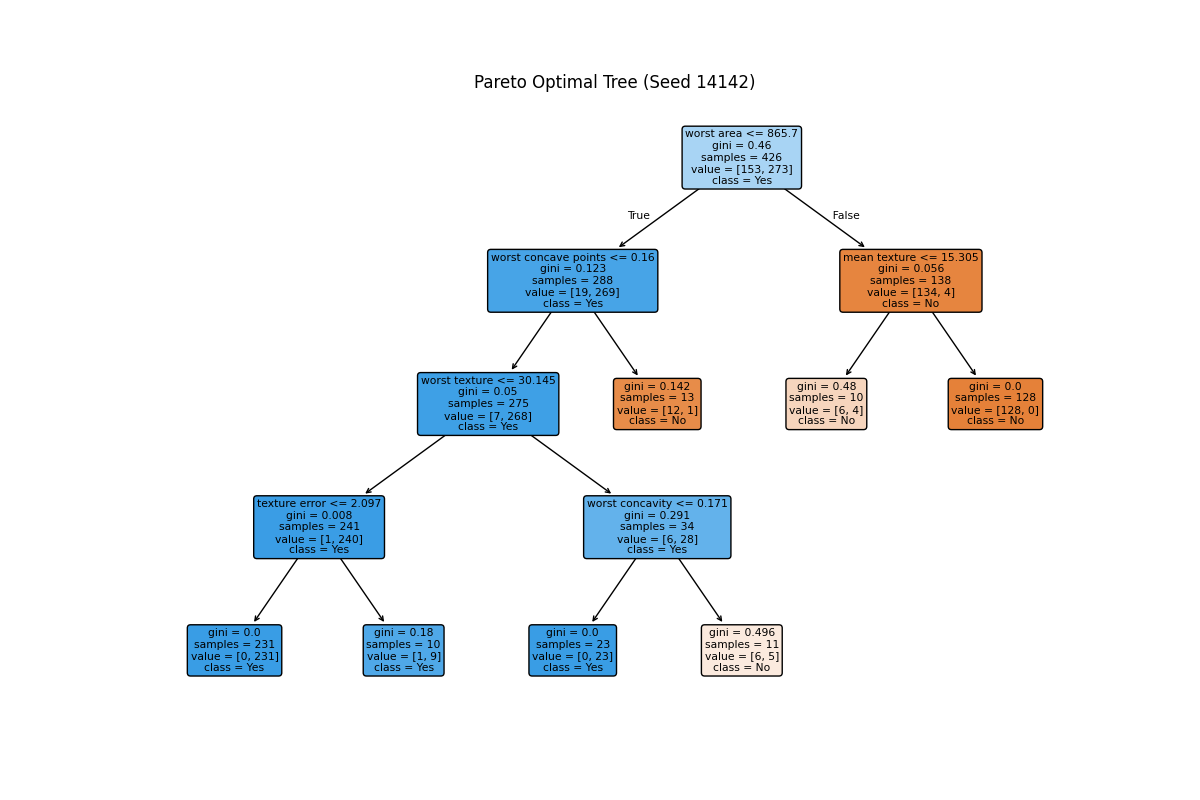 Pareto Optimal Tree (Seed 14142)
worst area <= 865.7
gini = 0.46
samples = 426
value = [153, 273]
class = Yes
True
False
worst concave points <= 0.16
gini = 0.123
samples = 288
value = [19, 269]
class = Yes
mean texture <= 15.305
gini = 0.056
samples = 138
value = [134, 4]
class = No
worst texture <= 30.145
gini = 0.05
samples = 275
value = [7, 268]
class = Yes
gini = 0.142
samples = 13
value = [12, 1]
class = No
gini = 0.48
samples = 10
value = [6, 4]
class = No
gini = 0.0
samples = 128
value = [128, 0]
class = No
texture error <= 2.097
gini = 0.008
samples = 241
value = [1, 240]
class = Yes
worst concavity <= 0.171
gini = 0.291
samples = 34
value = [6, 28]
class = Yes
gini = 0.0
samples = 231
value = [0, 231]
class = Yes
gini = 0.18
samples = 10
value = [1, 9]
class = Yes
gini = 0.0
samples = 23
value = [0, 23]
class = Yes
gini = 0.496
samples = 11
value = [6, 5]
class = No